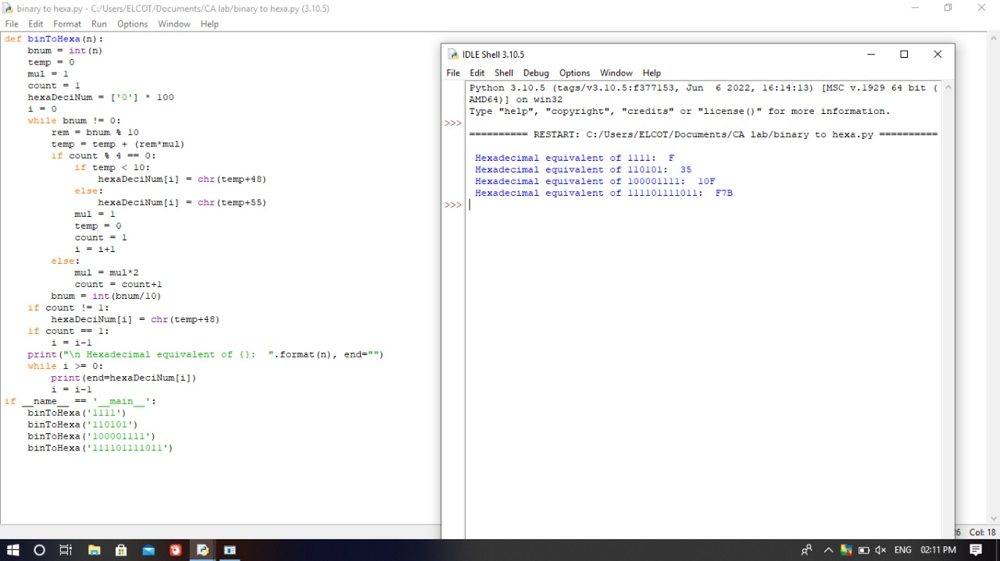 binary to hexa.py - C:/Users/ELCOT/Documents/CA lab/binary to hexa.py (3.10.5)
File Edit Format Run Options Window Help
def binToHexa(n):
    bnum = int(n)
    temp = 0
    mul = 1
    count = 1
    hexaDeciNum = ['0'] * 100
    i = 0
    while bnum != 0:
        rem = bnum % 10
        temp = temp + (rem*mul)
        if count % 4 == 0:
            if temp < 10:
                hexaDeciNum[i] = chr(temp+48)
            else:
                hexaDeciNum[i] = chr(temp+55)
            mul = 1
            temp = 0
            count = 1
            i = i+1
        else:
            mul = mul*2
            count = count+1
        bnum = int(bnum/10)
    if count != 1:
        hexaDeciNum[i] = chr(temp+48)
    if count == 1:
        i = i-1
    print("\n Hexadecimal equivalent of {}:  ".format(n), end="")
    while i >= 0:
        print(end=hexaDeciNum[i])
        i = i-1
if __name__ == '__main__':
    binToHexa('1111')
    binToHexa('110101')
    binToHexa('100001111')
    binToHexa('111101111011')
IDLE Shell 3.10.5
File Edit Shell Debug Options Window Help
Python 3.10.5 (tags/v3.10.5:f377153, Jun  6 2022, 16:14:13) [MSC v.1929 64 bit (
AMD64)] on win32
Type "help", "copyright", "credits" or "license()" for more information.
>>>
========== RESTART: C:/Users/ELCOT/Documents/CA lab/binary to hexa.py ==========
Hexadecimal equivalent of 1111:  F
Hexadecimal equivalent of 110101:  35
Hexadecimal equivalent of 100001111:  10F
Hexadecimal equivalent of 111101111011:  F7B
>>>
Col: 18
ENG 02:11 PM